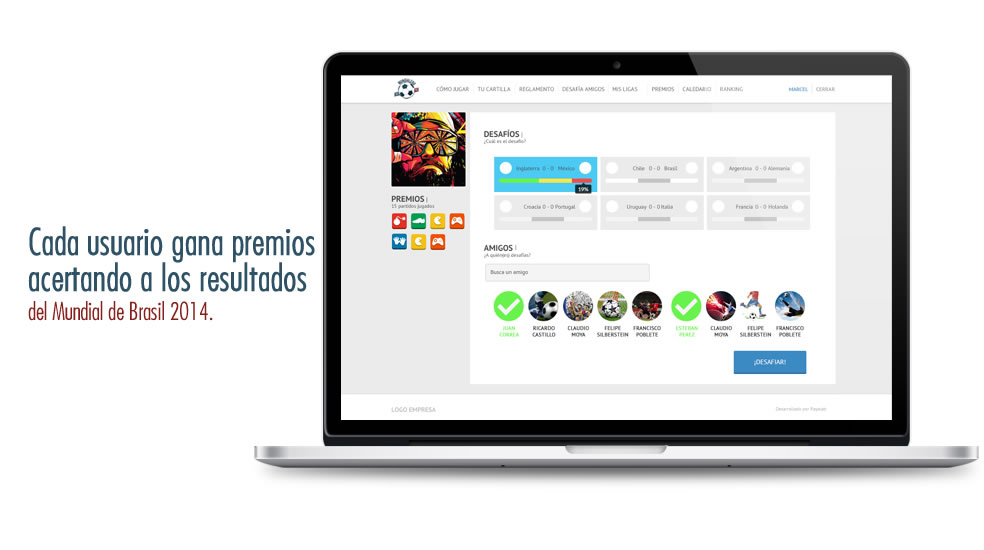 Cada usuario gana premios
acertando a los resultados
del Mundial de Brasil 2014.
CÓMO JUGAR
TU CARTILLA
REGLAMENTO
DESAFÍA AMIGOS
MIS LIGAS
PREMIOS
CALEDARIO
RANKING
MARCEL
CERRAR
DESAFÍOS
¿Cuál es el desafío?
Inglaterra 0 - 0 México
19%
Chile 0 - 0 Brasil
Argentina 0 - 0 Alemania
Croacia 0 - 0 Portugal
Uruguay 0 - 0 Italia
Francia 0 - 0 Holanda
PREMIOS
15 partidos jugados
AMIGOS
¿A quién(es) desafías?
Busca un amigo
JUAN
CORREA
RICARDO
CASTILLO
CLAUDIO
MOYA
FELIPE
SILBERSTEIN
FRANCISCO
POBLETE
ESTEBAN
PEREZ
CLAUDIO
MOYA
FELIPE
SILBERSTEIN
FRANCISCO
POBLETE
¡DESAFIAR!
LOGO EMPRESA
Desarrollado por